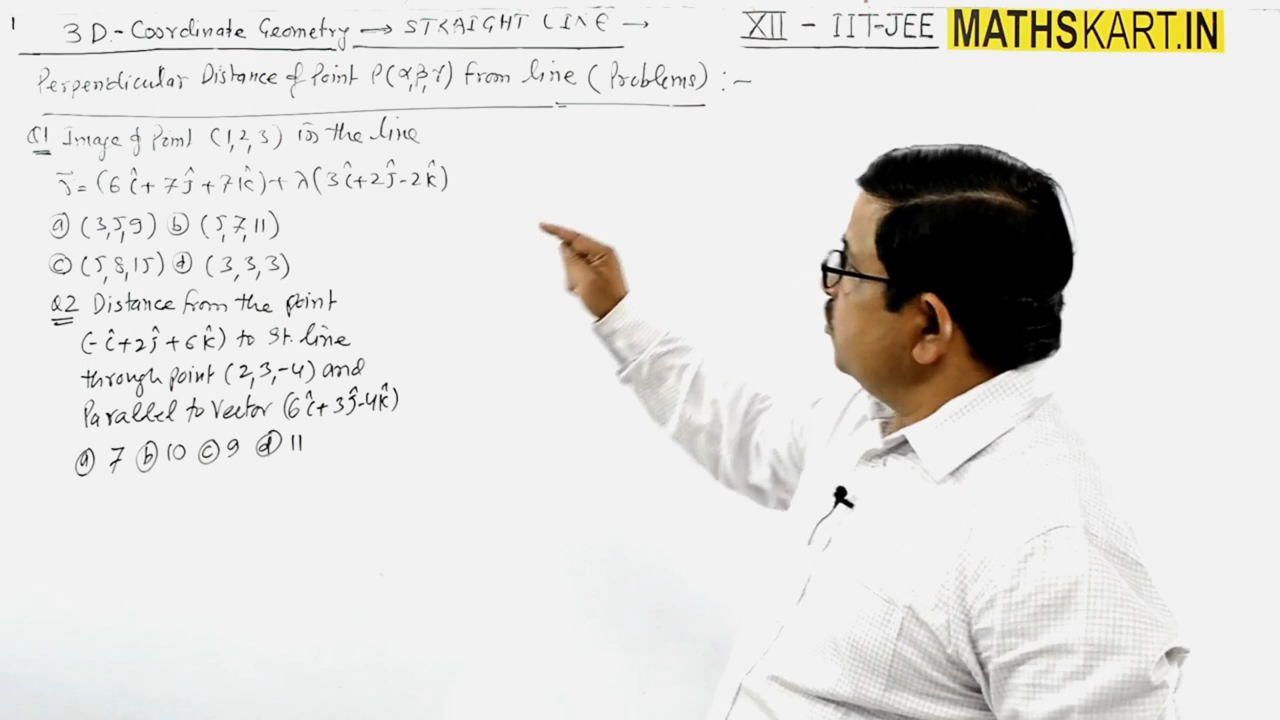 1
3D.-Coordinate Geometry → STRAIGHT LINE → XII - IIT-JEE MATHSKART.IN
Perpendicular Distance of Point P(α,β,γ) from line (Problems) :-
Q1 Image of Point (1,2,3) in the line
r⃗ = (6î+7ĵ+7k̂)+λ(3î+2ĵ-2k̂)
ⓐ (3,5,9) ⓑ (5,7,11)
ⓒ (5,8,15) ⓓ (3,3,3)
Q2 Distance from the point
(-î+2ĵ+6k̂) to St. line
through point (2,3,-4) and
Parallel to vector (6î+3ĵ-4k̂)
ⓐ 7 ⓑ 10 ⓒ 9 ⓓ 11